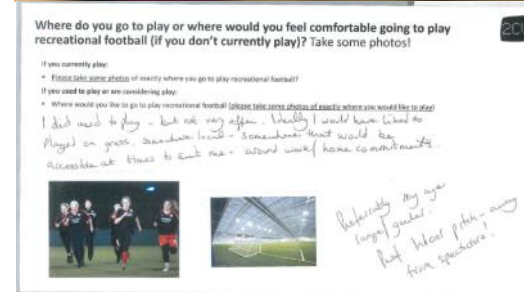 Where do you go to play or where would you feel comfortable going to play
recreational football (if you don't currently play)? Take some photos!
If you currently play:
• Please take some photos of exactly where you go to play recreational football?
If you used to play or are considering play:
• Where would you like to go to play recreational football (please take some photos of exactly where you would like to play)
I did used to play - but not very often. Ideally I would have liked to
played on grass, somewhere local - somewhere that would be
accessible at times to suit me - around work/home commitments.
Preferably my age
range/gender.
Indoor pitch - away
from spectators!